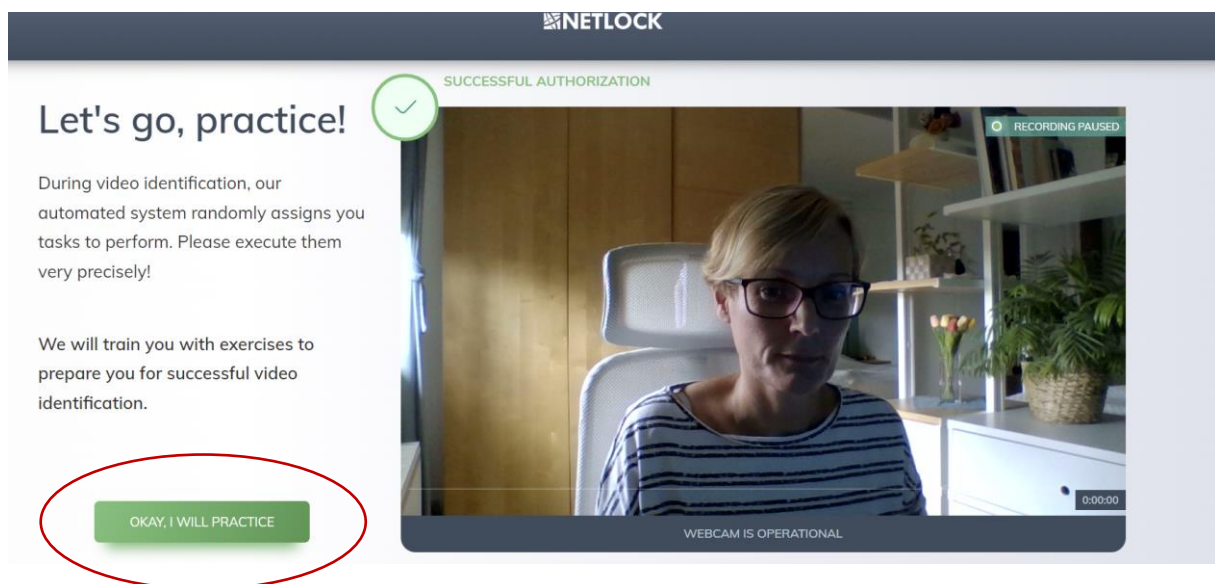 NETLOCK
SUCCESSFUL AUTHORIZATION
Let's go, practice!
RECORDING PAUSED
During video identification, our
automated system randomly assigns you
tasks to perform. Please execute them
very precisely!
We will train you with exercises to
prepare you for successful video
identification.
OKAY, I WILL PRACTICE
0:00:00
WEBCAM IS OPERATIONAL